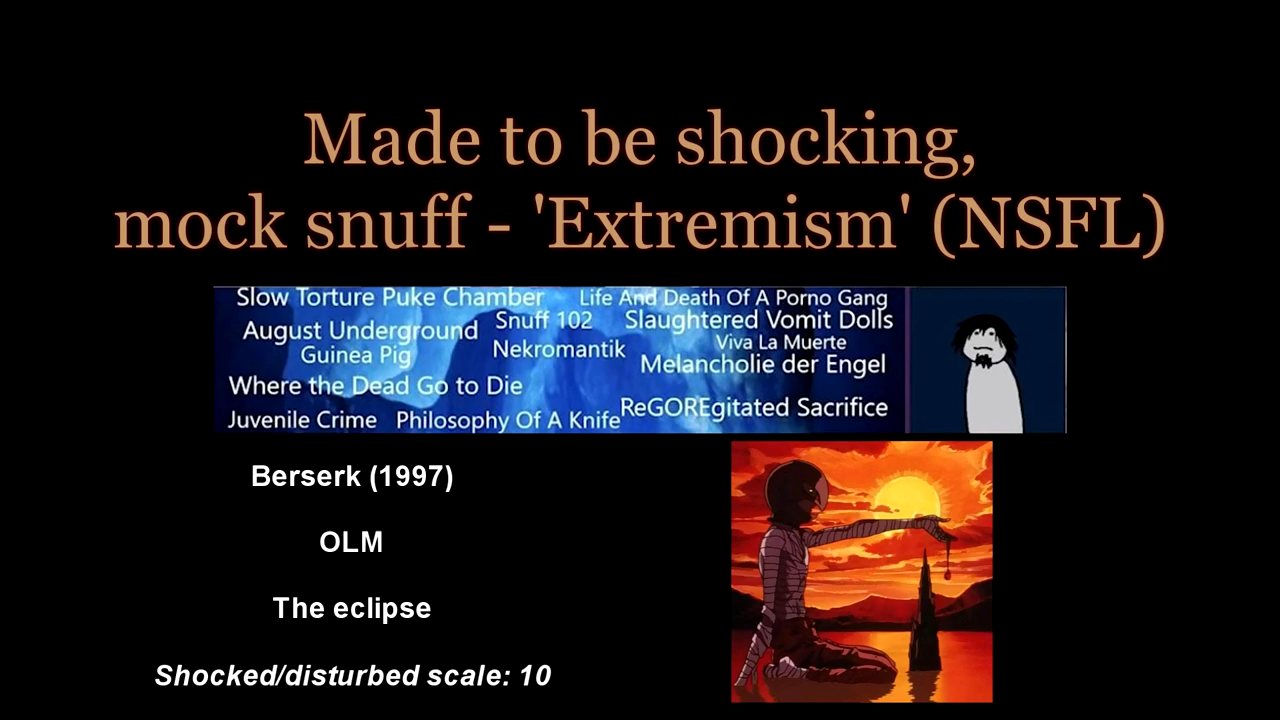 Made to be shocking,
mock snuff - 'Extremism' (NSFL)
Slow Torture Puke Chamber Life And Death Of A Porno Gang
August Underground Snuff 102 Slaughtered Vomit Dolls
Guinea Pig Nekromantik Viva La Muerte
Melancholie der Engel
Where the Dead Go to Die
Juvenile Crime Philosophy Of A Knife ReGOREgitated Sacrifice
Berserk (1997)
OLM
The eclipse
Shocked/disturbed scale: 10